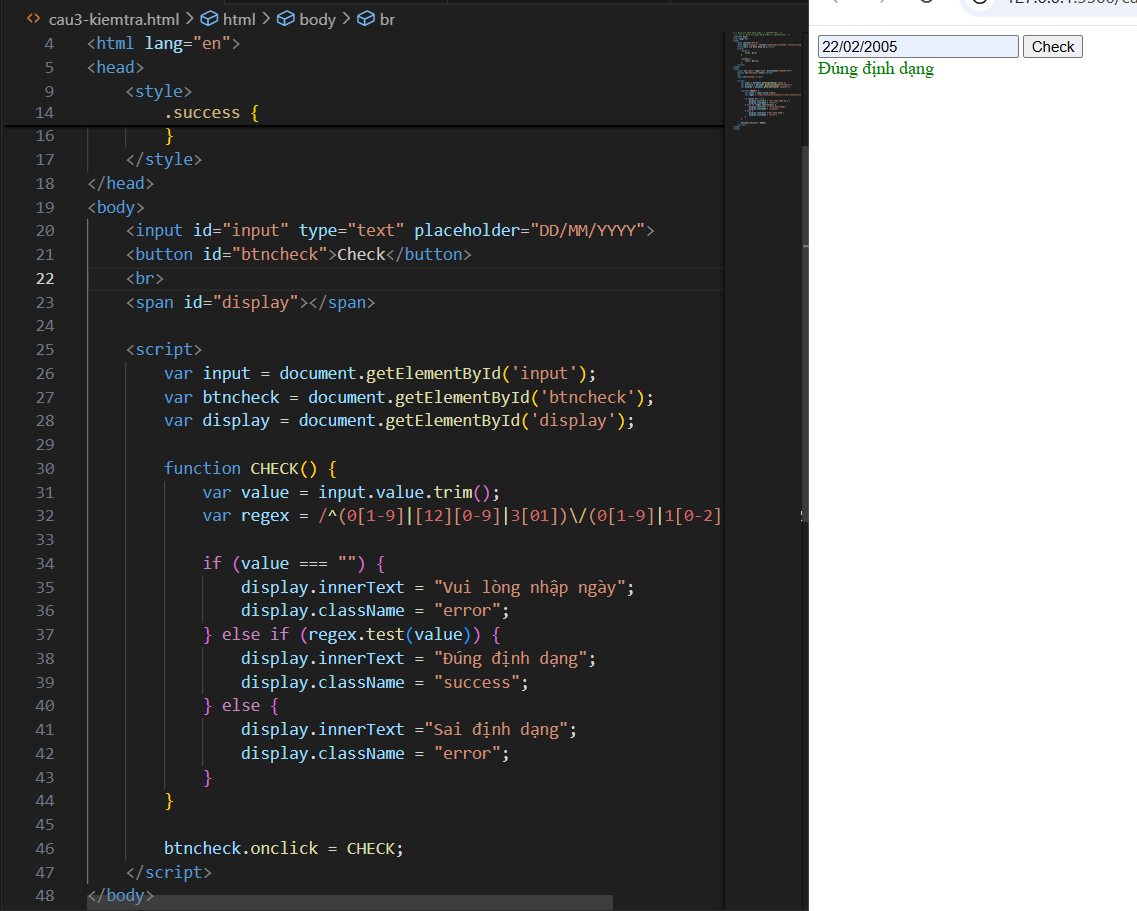 cau3-kiemtra.html > html > body > br
4 <html lang="en">
5 <head>
9 <style>
14 .success {
16 }
17 </style>
18 </head>
19 <body>
20 <input id="input" type="text" placeholder="DD/MM/YYYY">
21 <button id="btncheck">Check</button>
22 <br>
23 <span id="display"></span>
24
25 <script>
26 var input = document.getElementById('input');
27 var btncheck = document.getElementById('btncheck');
28 var display = document.getElementById('display');
29
30 function CHECK() {
31 var value = input.value.trim();
32 var regex = /^(0[1-9]|[12][0-9]|3[01])\/(0[1-9]|1[0-2]
33
34 if (value === "") {
35 display.innerText = "Vui lòng nhập ngày";
36 display.className = "error";
37 } else if (regex.test(value)) {
38 display.innerText = "Đúng định dạng";
39 display.className = "success";
40 } else {
41 display.innerText ="Sai định dạng";
42 display.className = "error";
43 }
44 }
45
46 btncheck.onclick = CHECK;
47 </script>
48 </body>
22/02/2005 Check
Đúng định dạng